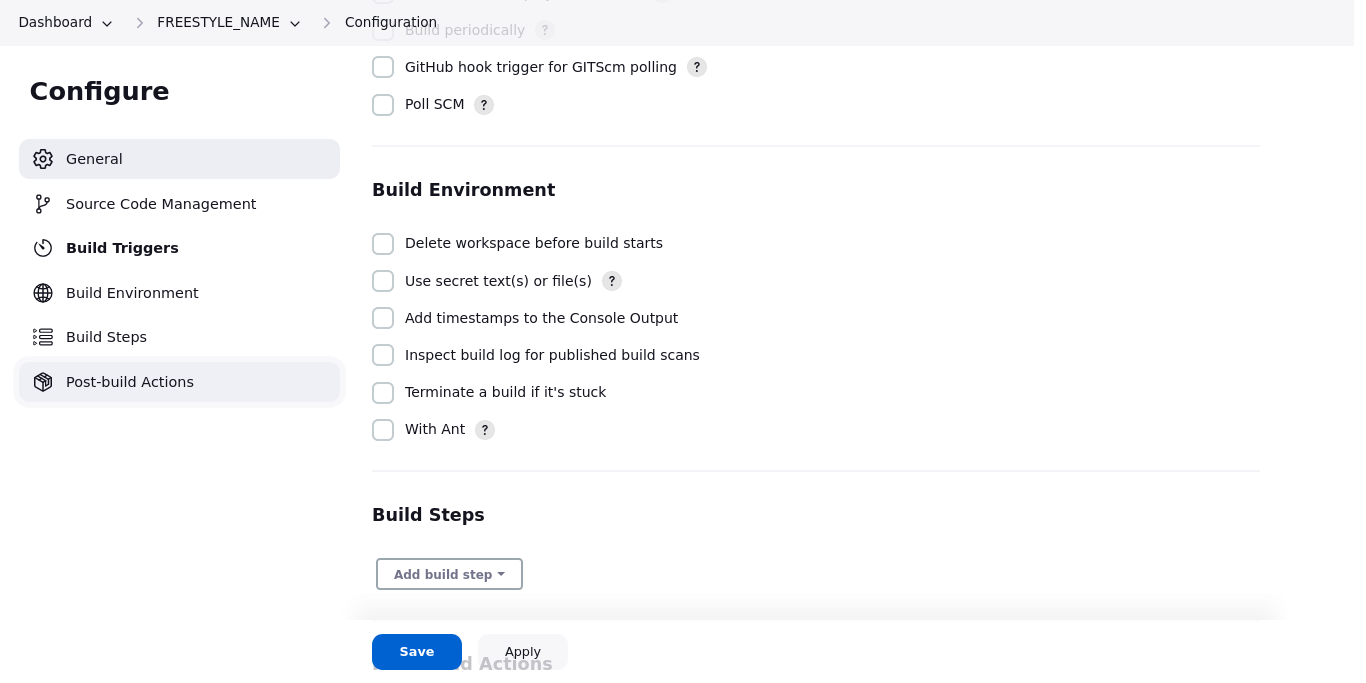 Dashboard
FREESTYLE_NAME
Configuration
Configure
General
Source Code Management
Build Triggers
Build Environment
Build Steps
Post-build Actions
Build periodically ?
GitHub hook trigger for GITScm polling ?
Poll SCM ?
Build Environment
Delete workspace before build starts
Use secret text(s) or file(s) ?
Add timestamps to the Console Output
Inspect build log for published build scans
Terminate a build if it's stuck
With Ant ?
Build Steps
Add build step
Save
Apply
Actions